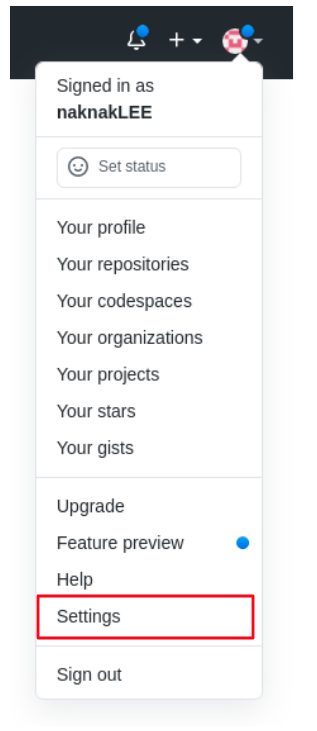 Signed in as
naknakLEE
Set status
Your profile
Your repositories
Your codespaces
Your organizations
Your projects
Your stars
Your gists
Upgrade
Feature preview
Help
Settings
Sign out